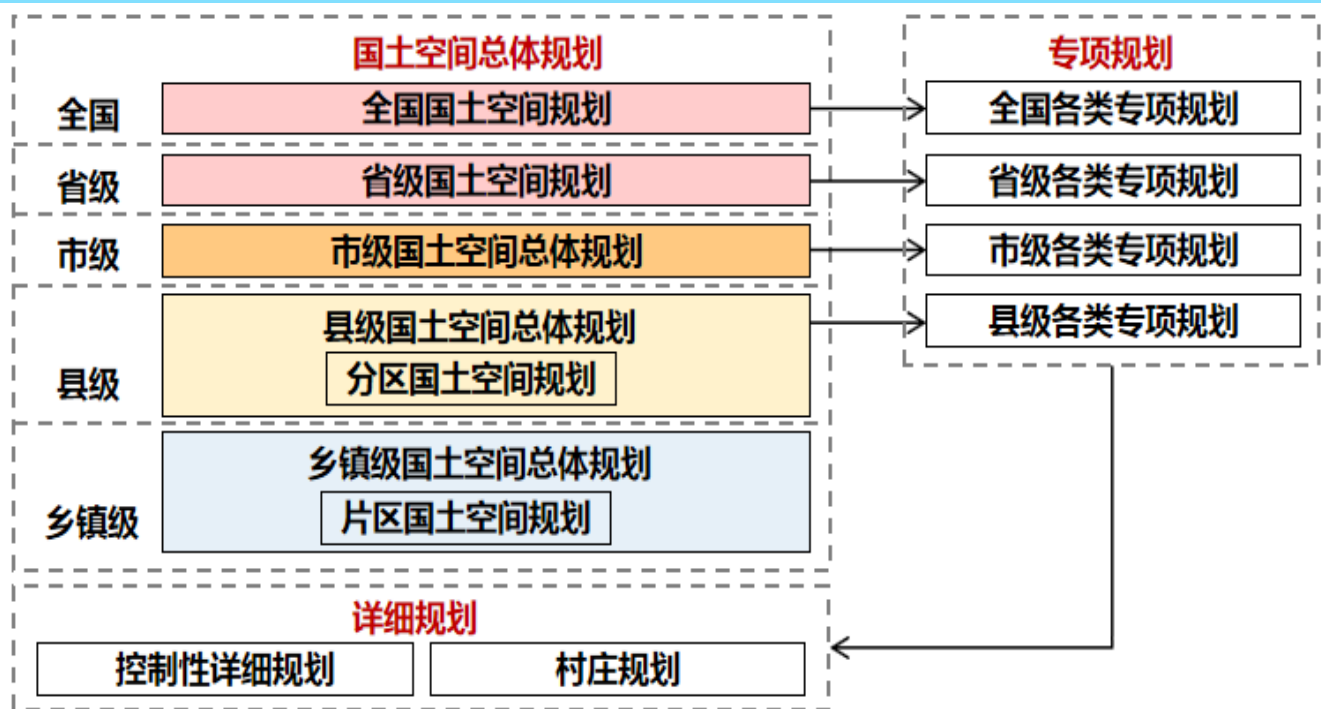 国土空间总体规划
专项规划
全国
全国国土空间规划
全国各类专项规划
省级
省级国土空间规划
省级各类专项规划
市级
市级国土空间总体规划
市级各类专项规划
县级
县级国土空间总体规划
分区国土空间规划
县级各类专项规划
乡镇级
乡镇级国土空间总体规划
片区国土空间规划
详细规划
控制性详细规划
村庄规划